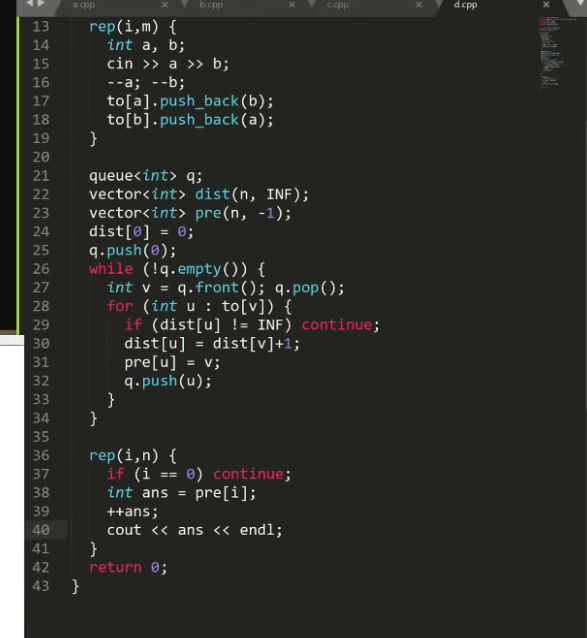 a.cpp × b.cpp × c.cpp × d.cpp ×
13 rep(i,m) {
14 int a, b;
15 cin >> a >> b;
16 --a; --b;
17 to[a].push_back(b);
18 to[b].push_back(a);
19 }
20
21 queue<int> q;
22 vector<int> dist(n, INF);
23 vector<int> pre(n, -1);
24 dist[0] = 0;
25 q.push(0);
26 while (!q.empty()) {
27 int v = q.front(); q.pop();
28 for (int u : to[v]) {
29 if (dist[u] != INF) continue;
30 dist[u] = dist[v]+1;
31 pre[u] = v;
32 q.push(u);
33 }
34 }
35
36 rep(i,n) {
37 if (i == 0) continue;
38 int ans = pre[i];
39 ++ans;
40 cout << ans << endl;
41 }
42 return 0;
43 }